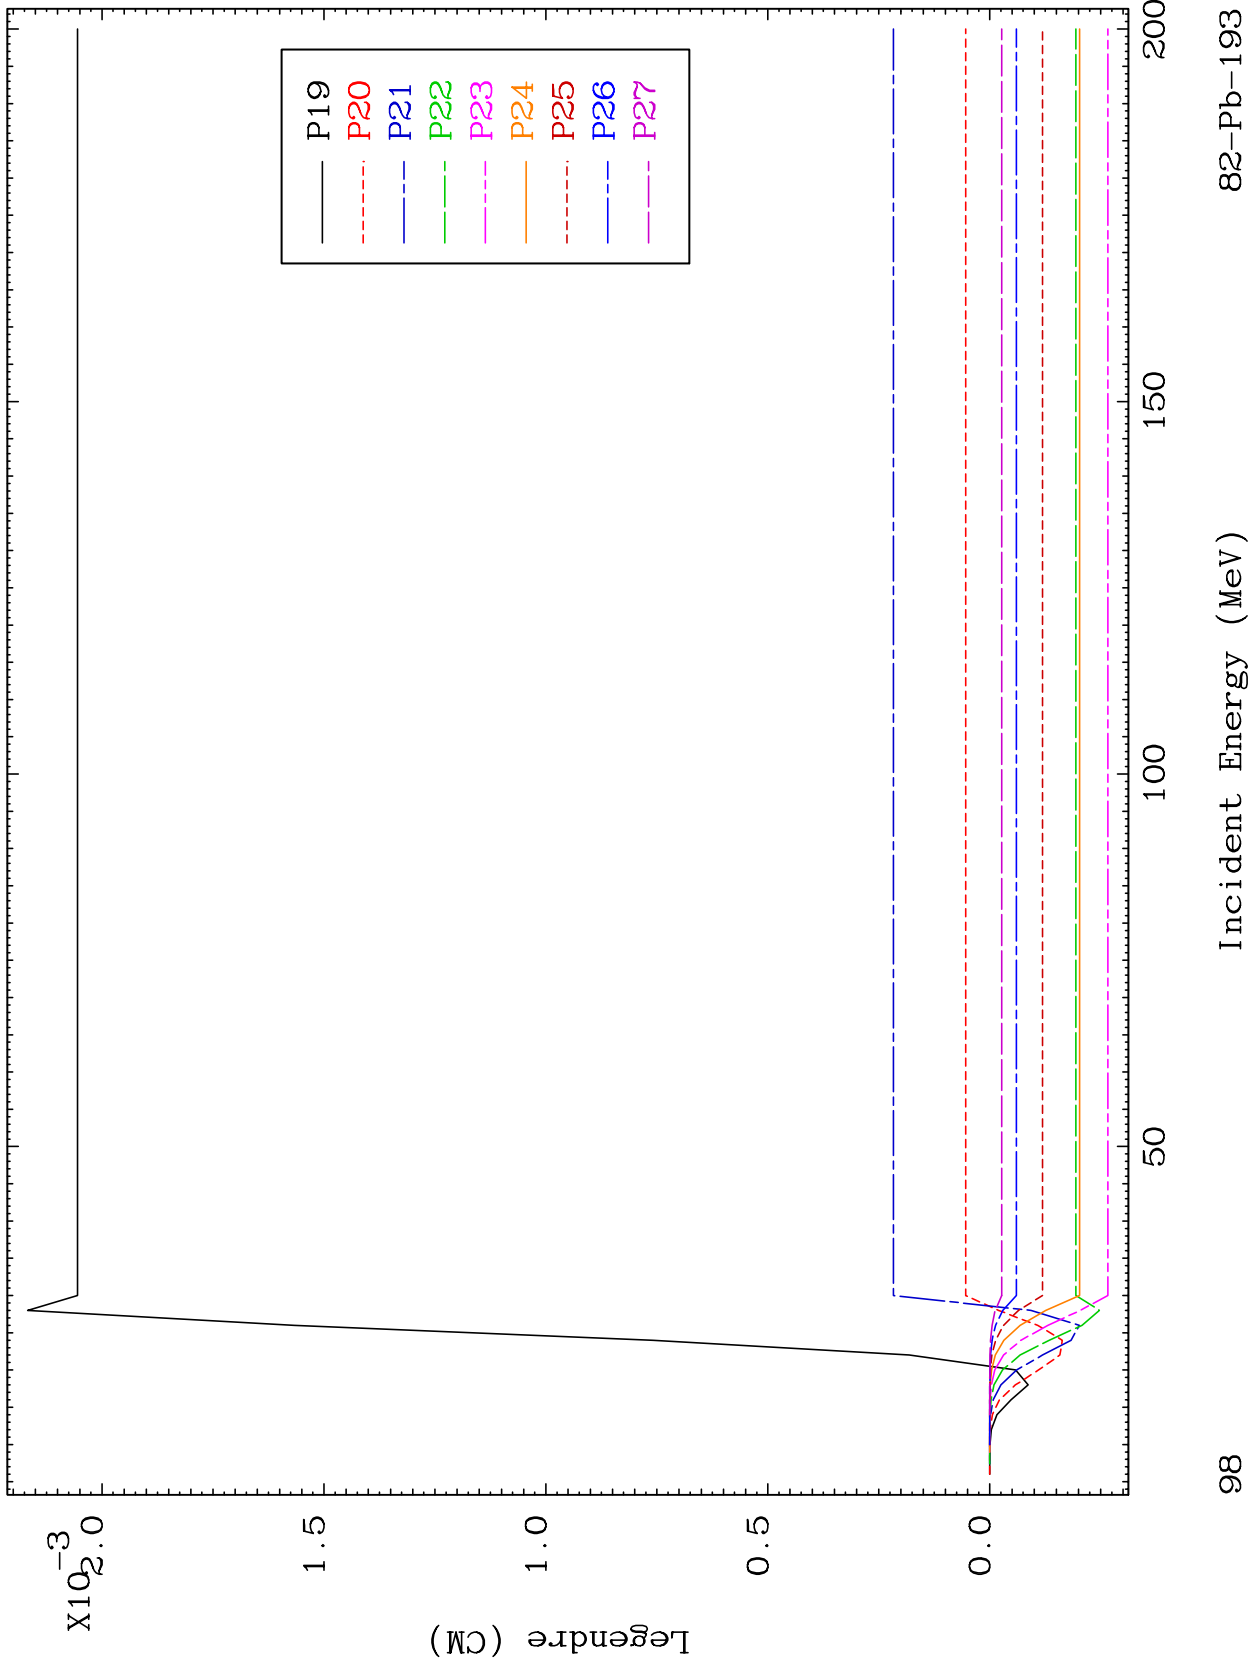 X10-3
2.0
1.5
1.0
0.5
0.0
Legendre (CM)
P19
P20
P21
P22
P23
P24
P25
P26
P27
50
100
150
200
Incident Energy (MeV)
98
82-Pb-193